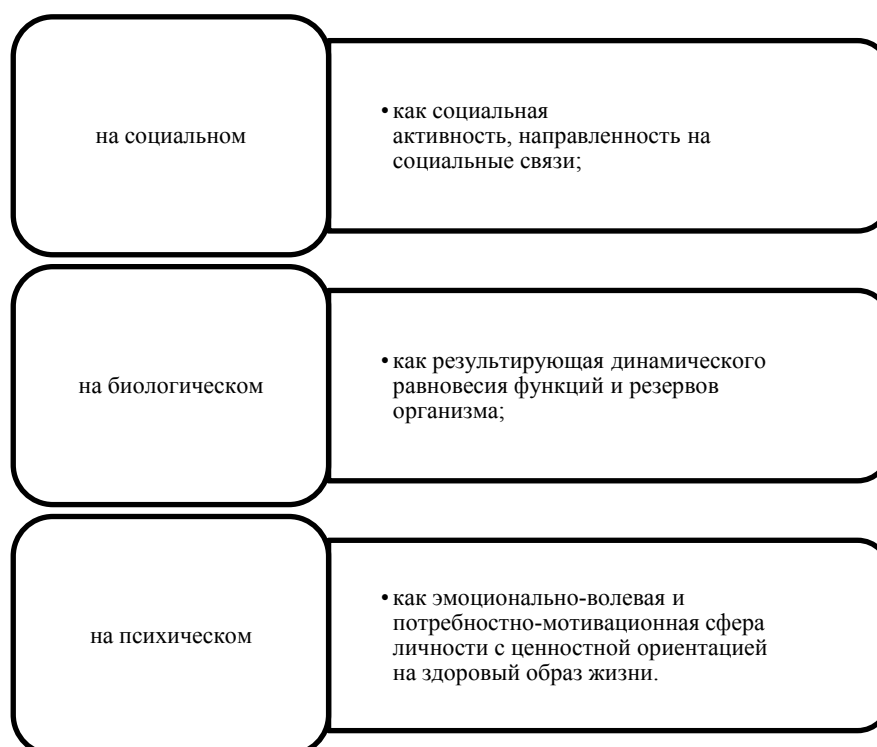 на социальном
• как социальная
активность, направленность на
социальные связи;
на биологическом
• как результирующая динамического
равновесия функций и резервов
организма;
на психическом
• как эмоционально-волевая и
потребностно-мотивационная сфера
личности с ценностной ориентацией
на здоровый образ жизни.